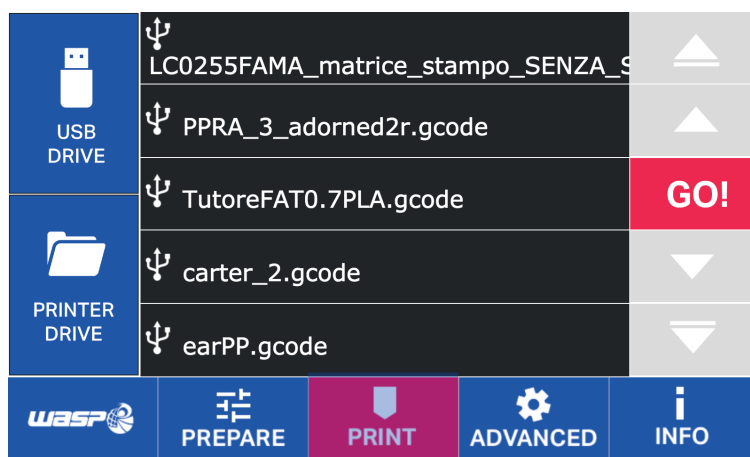 USB
DRIVE
PRINTER
DRIVE
LC0255FAMA_matrice_stampo_SENZA_S
PPRA_3_adorned2r.gcode
TutoreFAT0.7PLA.gcode
carter_2.gcode
earPP.gcode
GO!
wasp
PREPARE
PRINT
ADVANCED
INFO